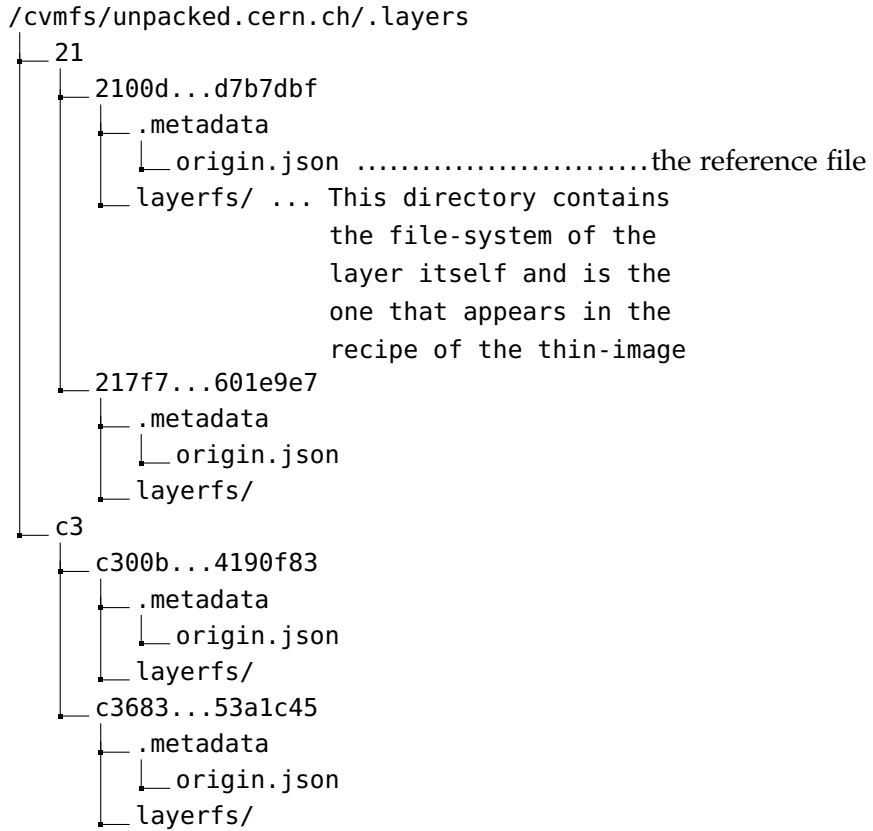 /cvmfs/unpacked.cern.ch/.layers
21
2100d...d7b7dbf
.metadata
origin.json ...........................the reference file
layerfs/ ... This directory contains
the file-system of the
layer itself and is the
one that appears in the
recipe of the thin-image
217f7...601e9e7
.metadata
origin.json
layerfs/
c3
c300b...4190f83
.metadata
origin.json
layerfs/
c3683...53a1c45
.metadata
origin.json
layerfs/